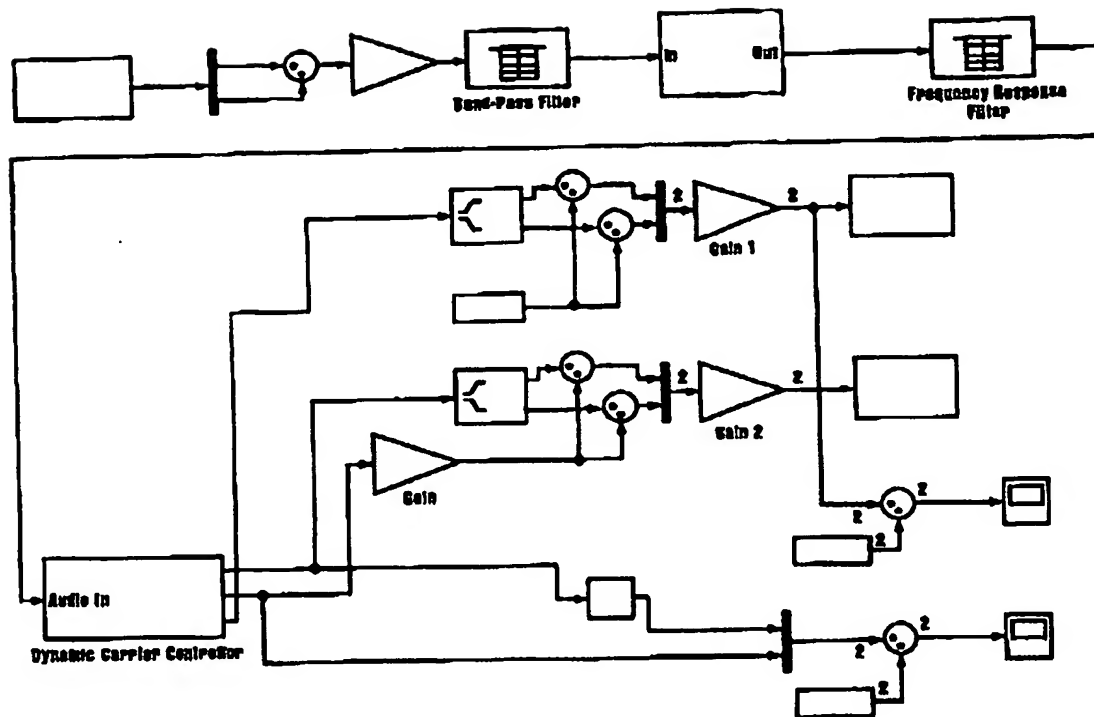 In
Out
Band-Pass Filter
Frequency Response
Filter
2
2
Gain 1
2
2
Gain 2
Gain
2
2
2
Audio In
Dynamic Carrier Controller
2
2
2